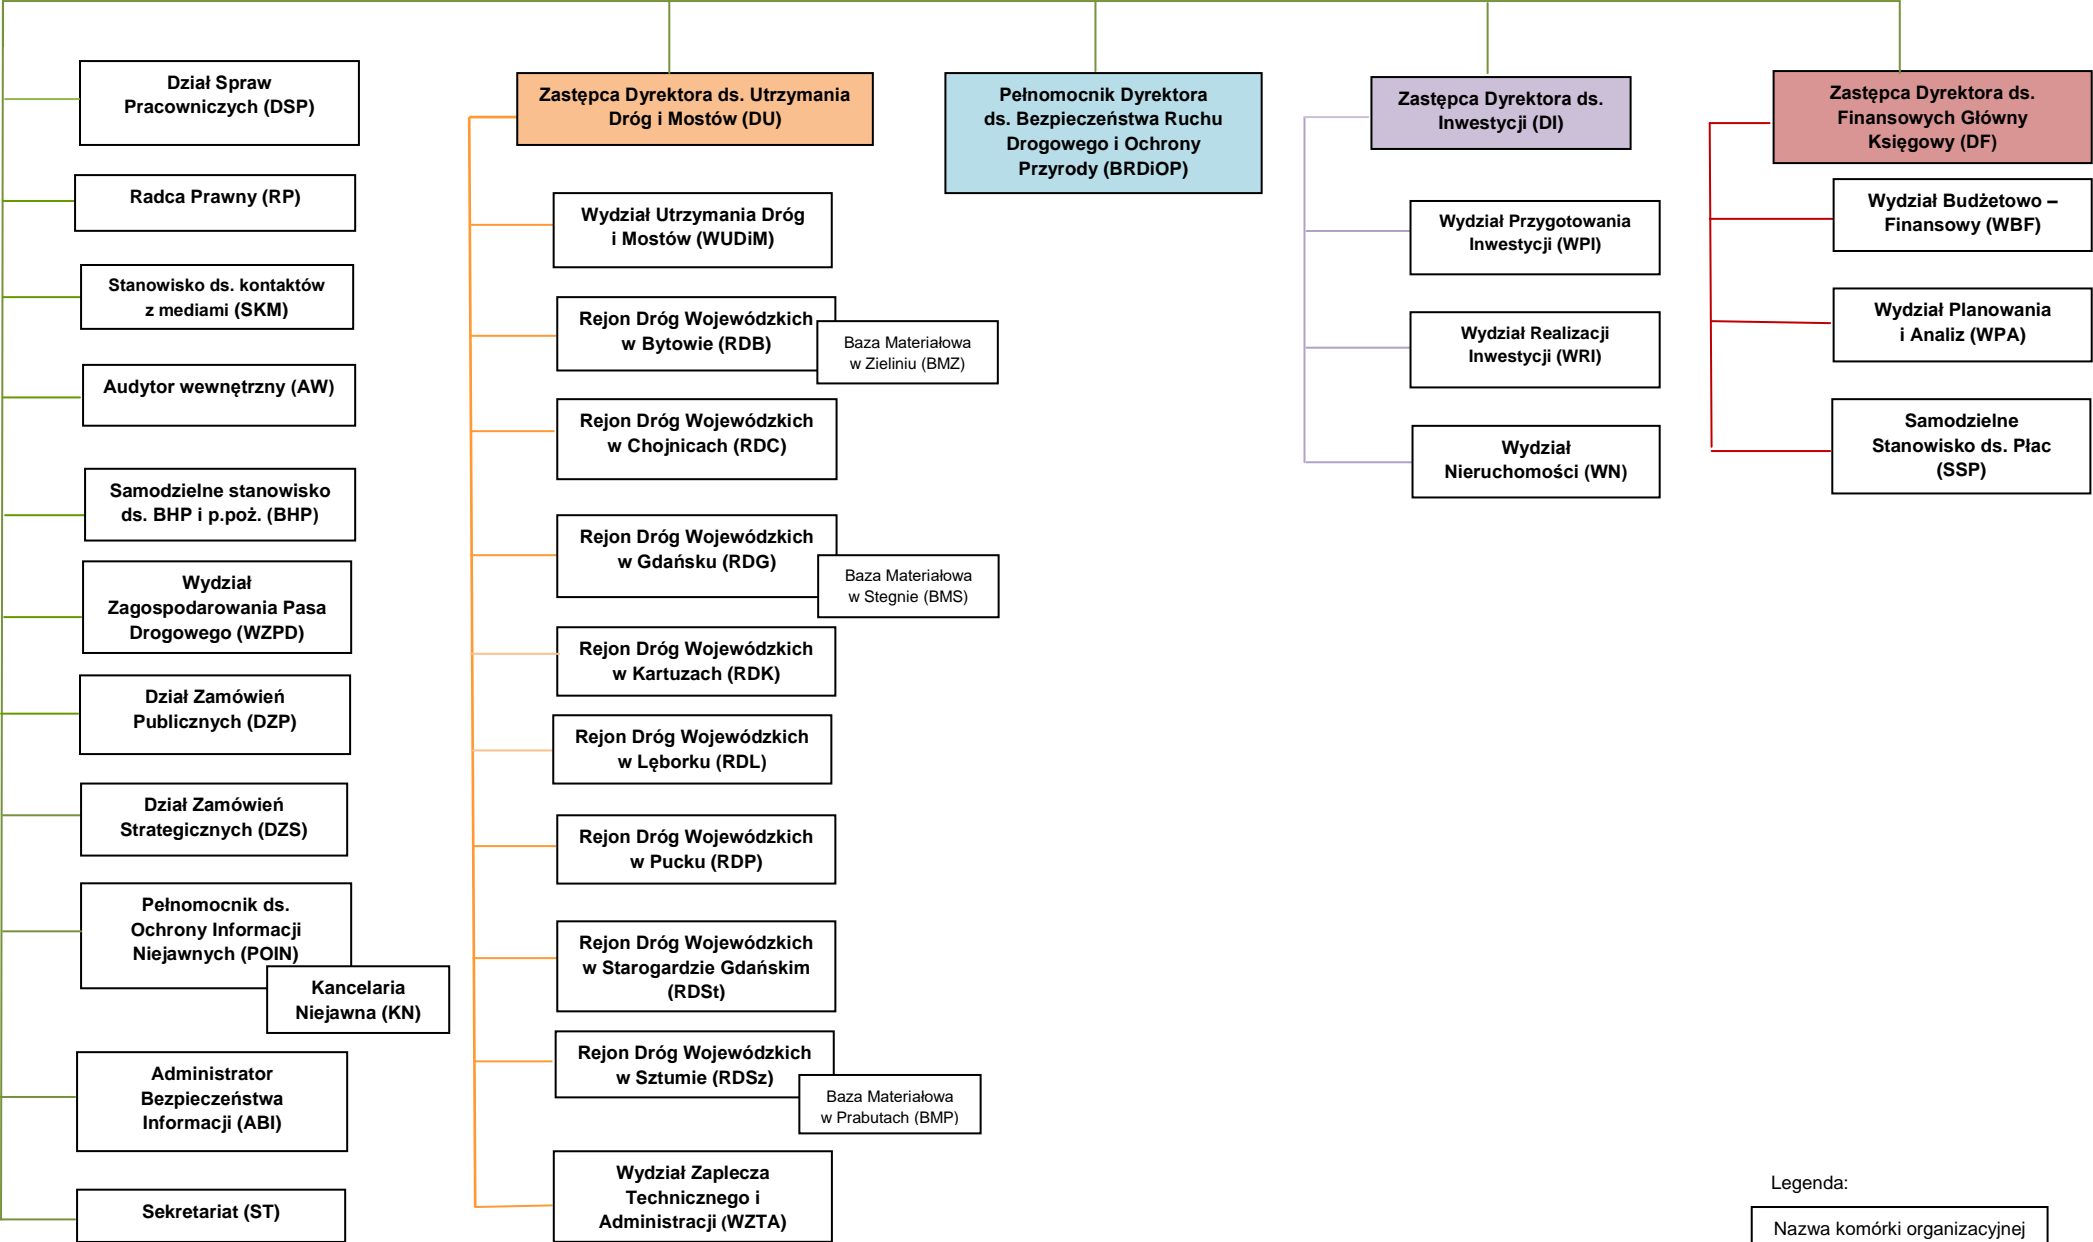 Dział Spraw
Pracowniczych (DSP)
Radca Prawny (RP)
Stanowisko ds. kontaktów
z mediami (SKM)
Audytor wewnętrzny (AW)
Samodzielne stanowisko
ds. BHP i p.poż. (BHP)
Wydział
Zagospodarowania Pasa
Drogowego (WZPD)
Dział Zamówień
Publicznych (DZP)
Dział Zamówień
Strategicznych (DZS)
Pełnomocnik ds.
Ochrony Informacji
Niejawnych (POIN)
Kancelaria
Niejawna (KN)
Administrator
Bezpieczeństwa
Informacji (ABI)
Sekretariat (ST)
Zastępca Dyrektora ds. Utrzymania
Dróg i Mostów (DU)
Wydział Utrzymania Dróg
i Mostów (WUDiM)
Rejon Dróg Wojewódzkich
w Bytowie (RDB)
Baza Materiałowa
w Zieliniu (BMZ)
Rejon Dróg Wojewódzkich
w Chojnicach (RDC)
Rejon Dróg Wojewódzkich
w Gdańsku (RDG)
Baza Materiałowa
w Stegnie (BMS)
Rejon Dróg Wojewódzkich
w Kartuzach (RDK)
Rejon Dróg Wojewódzkich
w Lęborku (RDL)
Rejon Dróg Wojewódzkich
w Pucku (RDP)
Rejon Dróg Wojewódzkich
w Starogardzie Gdańskim
(RDSt)
Rejon Dróg Wojewódzkich
w Sztumie (RDSz)
Baza Materiałowa
w Prabutach (BMP)
Wydział Zaplecza
Technicznego i
Administracji (WZTA)
Pełnomocnik Dyrektora
ds. Bezpieczeństwa Ruchu
Drogowego i Ochrony
Przyrody (BRDiOP)
Zastępca Dyrektora ds.
Inwestycji (DI)
Wydział Przygotowania
Inwestycji (WPI)
Wydział Realizacji
Inwestycji (WRI)
Wydział
Nieruchomości (WN)
Zastępca Dyrektora ds.
Finansowych Główny
Księgowy (DF)
Wydział Budżetowo –
Finansowy (WBF)
Wydział Planowania
i Analiz (WPA)
Samodzielne
Stanowisko ds. Płac
(SSP)
Legenda:
Nazwa komórki organizacyjnej